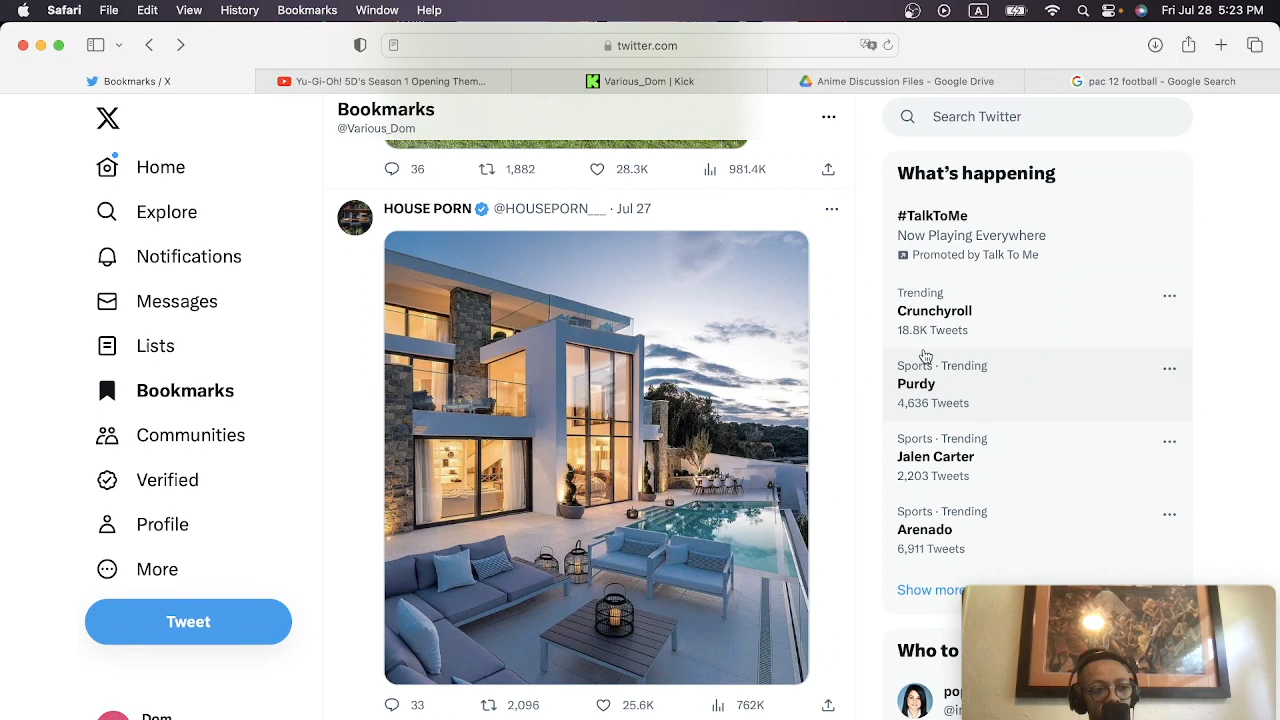 Safari File Edit View History Bookmarks Window Help
A
Fri Jul 28 5:23 PM
twitter.com
Bookmarks / X
Yu-Gi-Oh! 5D's Season 1 Opening Them...
Various_Dom | Kick
Anime Discussion Files - Google Drive
pac 12 football - Google Search
Home
Explore
Notifications
Messages
Lists
Bookmarks
Communities
Verified
Profile
More
Tweet
Dom
Bookmarks
@Various_Dom
36 1,882 28.3K 981.4K
HOUSE PORN @HOUSEPORN___ · Jul 27
33 2,096 25.6K 762K
Search Twitter
What's happening
#TalkToMe
Now Playing Everywhere
Promoted by Talk To Me
Trending
Crunchyroll
18.8K Tweets
Sports · Trending
Purdy
4,636 Tweets
Sports · Trending
Jalen Carter
2,203 Tweets
Sports · Trending
Arenado
6,911 Tweets
Show more
Who to